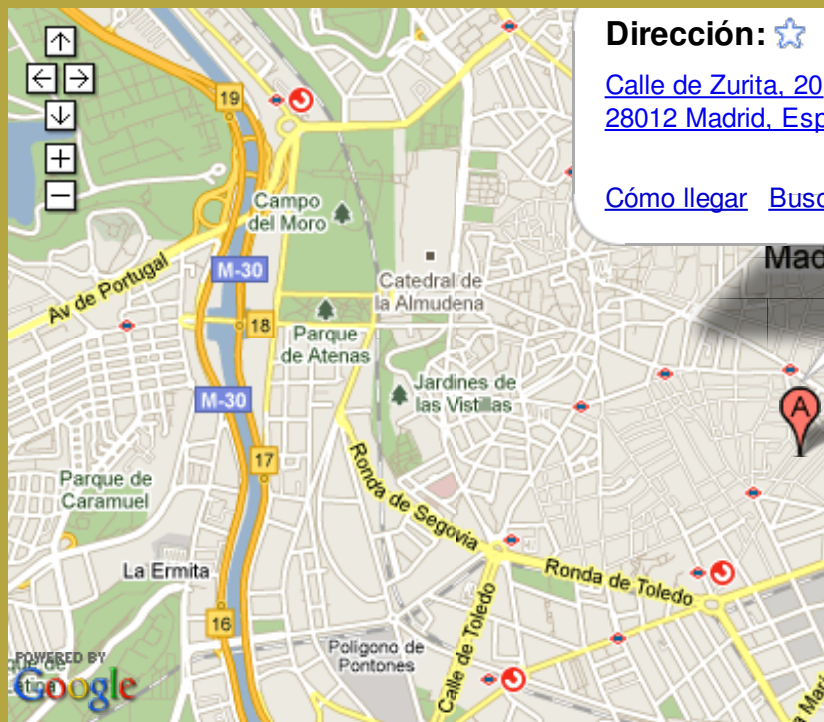 Dirección:
Calle de Zurita, 20
28012 Madrid, Esp
Cómo llegar Busc
Mad
19
Campo
del Moro
M-30
Av de Portugal
Catedral de
la Almudena
18
Parque
de Atenas
Jardines de
las Vistillas
M-30
A
17
Parque de
Caramuel
Ronda de Segovia
La Ermita
Ronda de Toledo
16
Calle de Toledo
Polígono de
Pontones
POWERED BY
Google